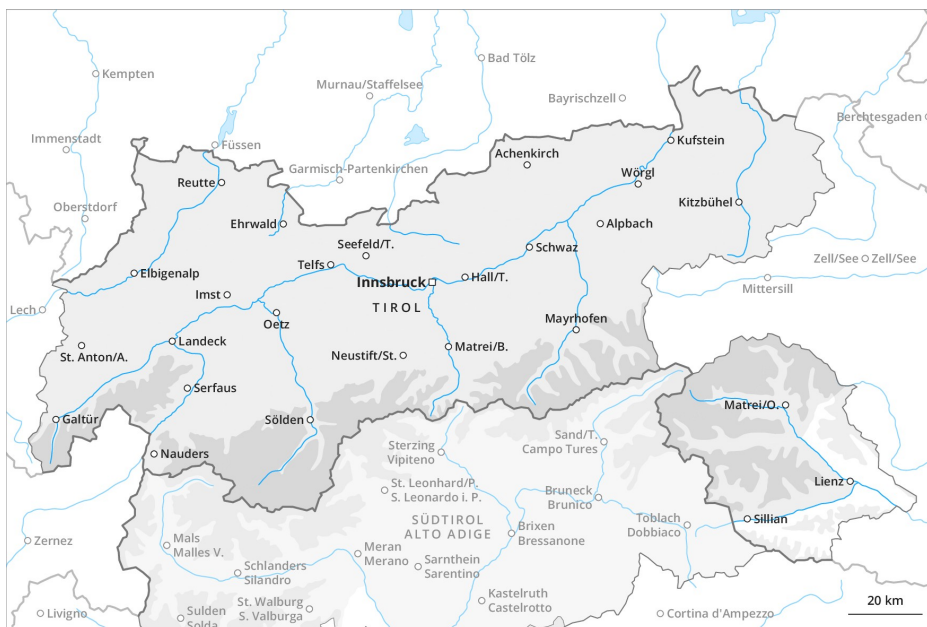 Bad Tölz
Kempten
Murnau/Staffelsee
Bayrischzell
Berchtesgaden
Immenstadt
Füssen
Kufstein
Garmisch-Partenkirchen
Achenkirch
Wörgl
Reutte
Oberstdorf
Kitzbühel
Ehrwald
Alpbach
Seefeld/T.
Schwaz
Telfs
Zell/See
Zell/See
Elbigenalp
Hall/T.
Innsbruck
Mittersill
Imst
Lech
TIROL
Oetz
Mayrhofen
Landeck
Matrei/B.
St. Anton/A.
Neustift/St.
Serfaus
Matrei/O.
Galtür
Sölden
Sand/T.
Campo Tures
Sterzing
Vipiteno
Nauders
St. Leonhard/P.
S. Leonardo i. P.
Lienz
Bruneck
Brunico
SÜDTIROL
ALTO ADIGE
Toblach
Dobbiaco
Sillian
Brixen
Bressanone
Zernez
Mals
Malles V.
Meran
Merano
Sarnthein
Sarentino
Schlanders
Silandro
Kastelruth
Castelrotto
20 km
St. Walburg
S. Valburga
Livigno
Sulden
Solda
Cortina d'Ampezzo